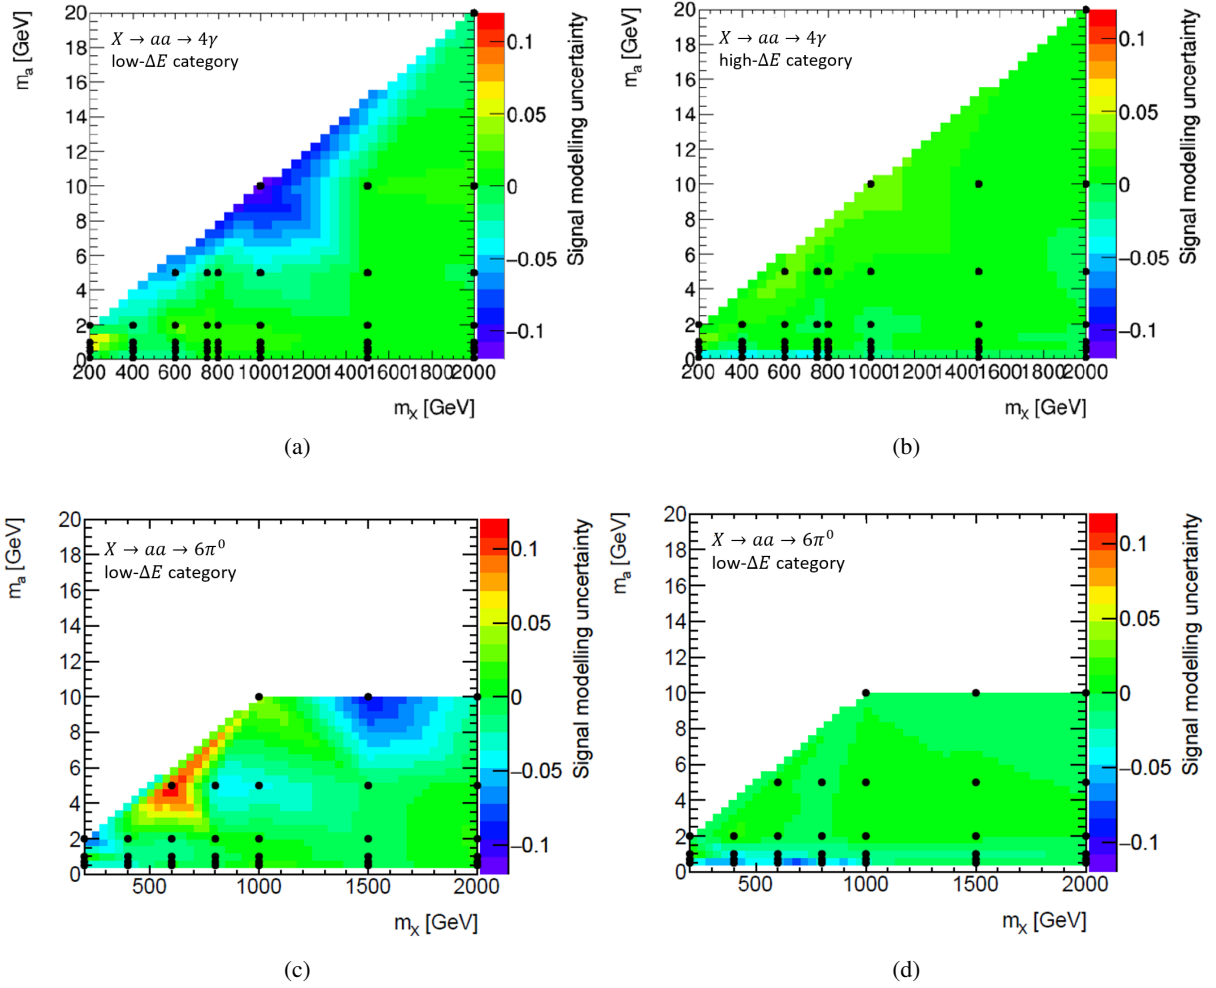 m_a [GeV]
20
18
16
14
12
10
8
6
4
2
0
X → aa → 4γ
low-ΔE category
200 400 600 800 1000 1200 1400 1600 1800 2000
m_X [GeV]
0.1
0.05
0
−0.05
−0.1
Signal modelling uncertainty
(a)
m_a [GeV]
20
18
16
14
12
10
8
6
4
2
0
X → aa → 4γ
high-ΔE category
200 400 600 800 1000 1200 1400 1600 1800 2000
m_X [GeV]
0.1
0.05
0
−0.05
−0.1
Signal modelling uncertainty
(b)
m_a [GeV]
20
18
16
14
12
10
8
6
4
2
0
X → aa → 6π⁰
low-ΔE category
500 1000 1500 2000
m_X [GeV]
0.1
0.05
0
−0.05
−0.1
Signal modelling uncertainty
(c)
m_a [GeV]
20
18
16
14
12
10
8
6
4
2
0
X → aa → 6π⁰
low-ΔE category
500 1000 1500 2000
m_X [GeV]
0.1
0.05
0
−0.05
−0.1
Signal modelling uncertainty
(d)